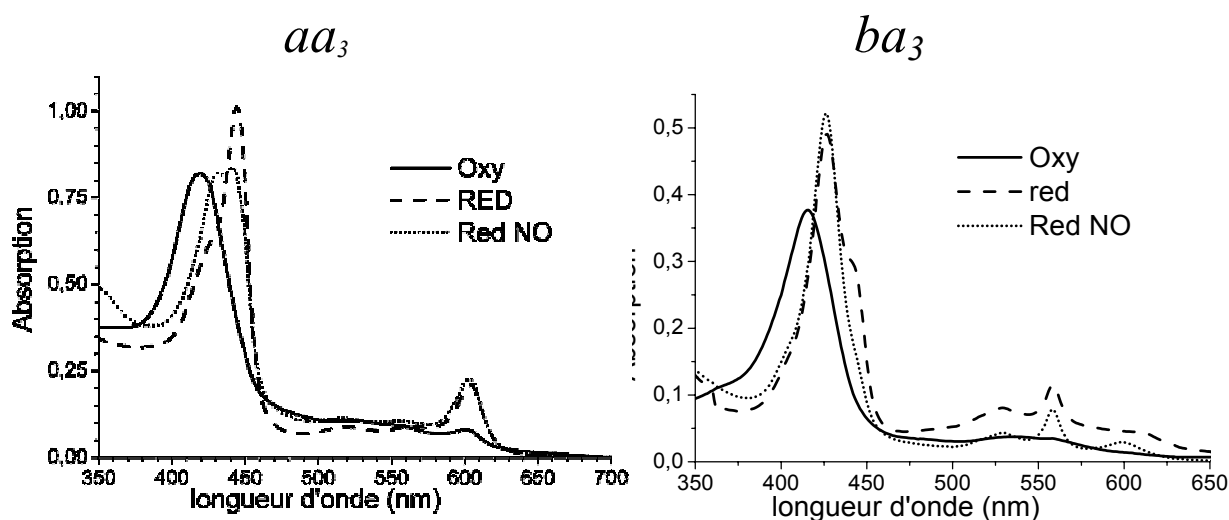 aa₃
1,00
0,75
0,50
0,25
0,00
Absorption
Oxy
RED
Red NO
350 400 450 500 550 600 650 700
longueur d'onde (nm)
ba₃
0,5
0,4
0,3
0,2
0,1
0,0
Oxy
red
Red NO
350 400 450 500 550 600 650
longueur d'onde (nm)